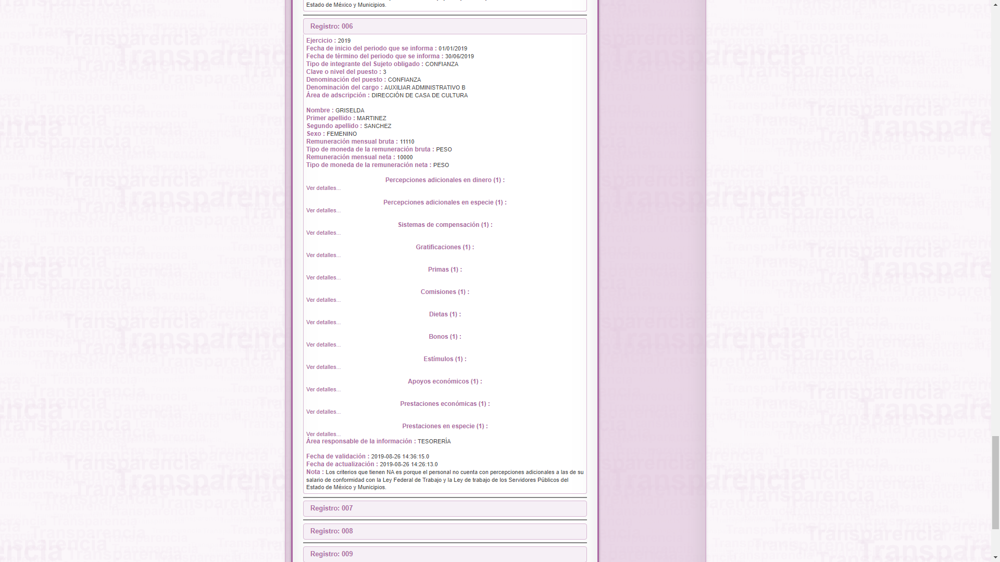 Estado de México y Municipios.
Registro: 006
Ejercicio : 2019
Fecha de inicio del periodo que se informa : 01/01/2019
Fecha de término del periodo que se informa : 30/06/2019
Tipo de integrante del Sujeto obligado : CONFIANZA
Clave o nivel del puesto : 3
Denominación del puesto : CONFIANZA
Denominación del cargo : AUXILIAR ADMINISTRATIVO B
Área de adscripción : DIRECCIÓN DE CASA DE CULTURA
Nombre : GRISELDA
Primer apellido : MARTINEZ
Segundo apellido : SANCHEZ
Sexo : FEMENINO
Remuneración mensual bruta : 11110
Tipo de moneda de la remuneración bruta : PESO
Remuneración mensual neta : 10000
Tipo de moneda de la remuneración neta : PESO
Percepciones adicionales en dinero (1) :
Ver detalles...
Percepciones adicionales en especie (1) :
Ver detalles...
Sistemas de compensación (1) :
Ver detalles...
Gratificaciones (1) :
Ver detalles...
Primas (1) :
Ver detalles...
Comisiones (1) :
Ver detalles...
Dietas (1) :
Ver detalles...
Bonos (1) :
Ver detalles...
Estímulos (1) :
Ver detalles...
Apoyos económicos (1) :
Ver detalles...
Prestaciones económicas (1) :
Ver detalles...
Prestaciones en especie (1) :
Ver detalles...
Área responsable de la información : TESORERÍA
Fecha de validación : 2019-08-26 14:36:15.0
Fecha de actualización : 2019-08-26 14:26:13.0
Nota : Los criterios que tienen NA es porque el personal no cuenta con percepciones adicionales a las de su
salario de conformidad con la Ley Federal de Trabajo y la Ley de trabajo de los Servidores Públicos del
Estado de México y Municipios.
Registro: 007
Registro: 008
Registro: 009